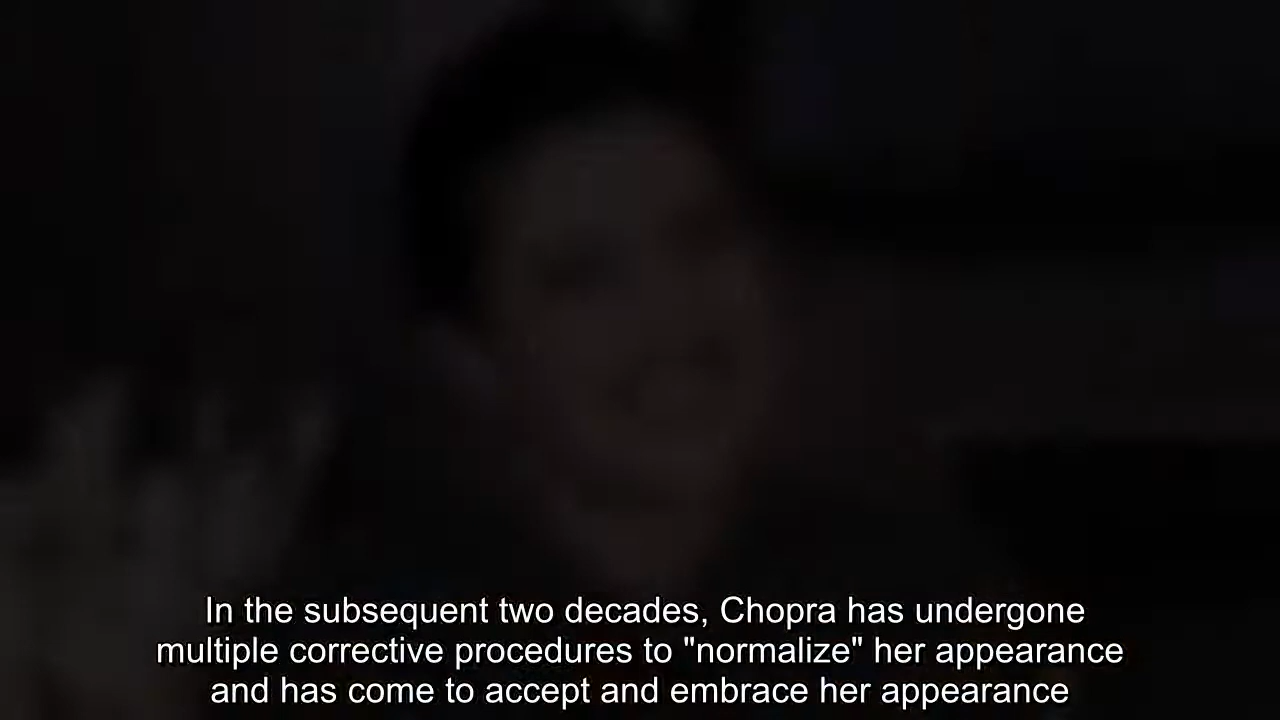 In the subsequent two decades, Chopra has undergone
multiple corrective procedures to "normalize" her appearance
and has come to accept and embrace her appearance